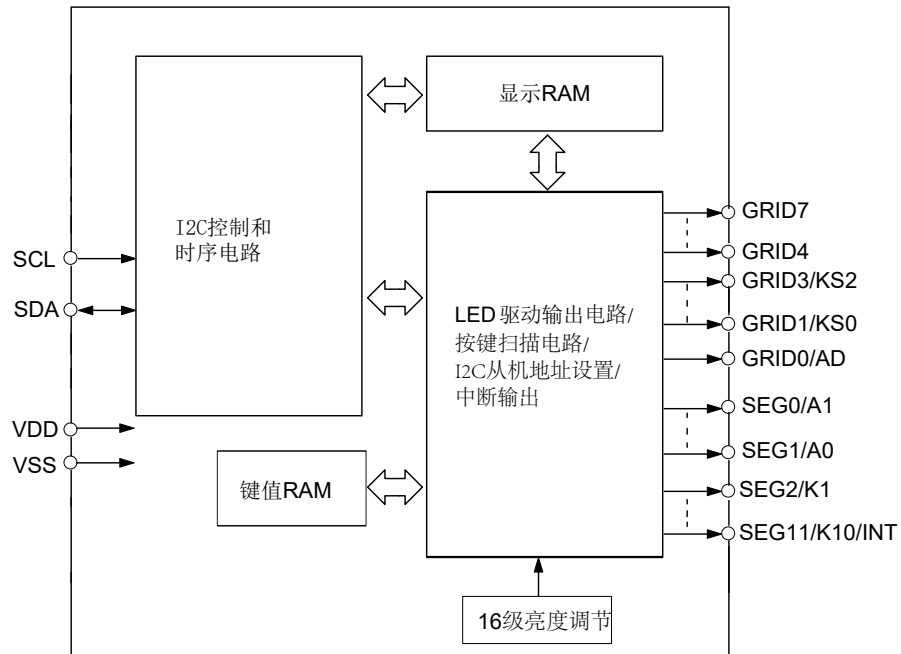 显示RAM
I2C控制和
时序电路
SCL
SDA
VDD
VSS
键值RAM
LED 驱动输出电路/
按键扫描电路/
I2C从机地址设置/
中断输出
16级亮度调节
GRID7
GRID4
GRID3/KS2
GRID1/KS0
GRID0/AD
SEG0/A1
SEG1/A0
SEG2/K1
SEG11/K10/INT